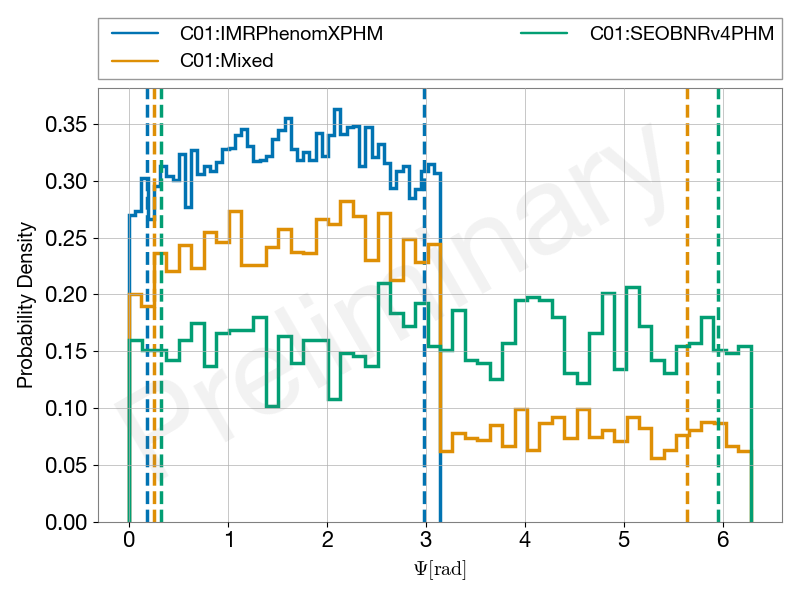 C01:IMRPhenomXPHM
C01:SEOBNRv4PHM
C01:Mixed
0.35
0.30
0.25
0.20
0.15
0.10
0.05
0.00
Probability Density
Preliminary
0 1 2 3 4 5 6
Ψ[rad]